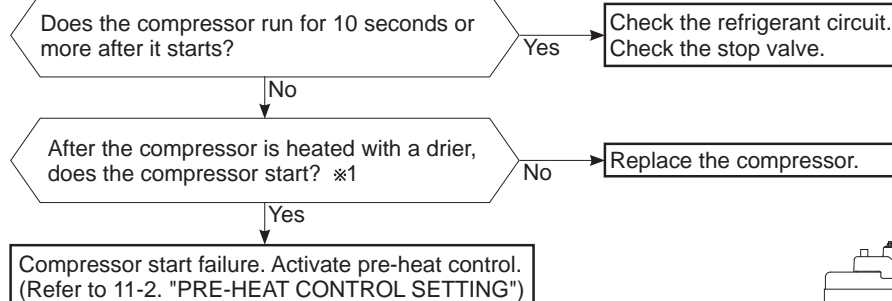 Does the compressor run for 10 seconds or
more after it starts?
Yes
Check the refrigerant circuit.
Check the stop valve.
No
After the compressor is heated with a drier,
does the compressor start? ※1
No
Replace the compressor.
Yes
Compressor start failure. Activate pre-heat control.
(Refer to 11-2. "PRE-HEAT CONTROL SETTING")